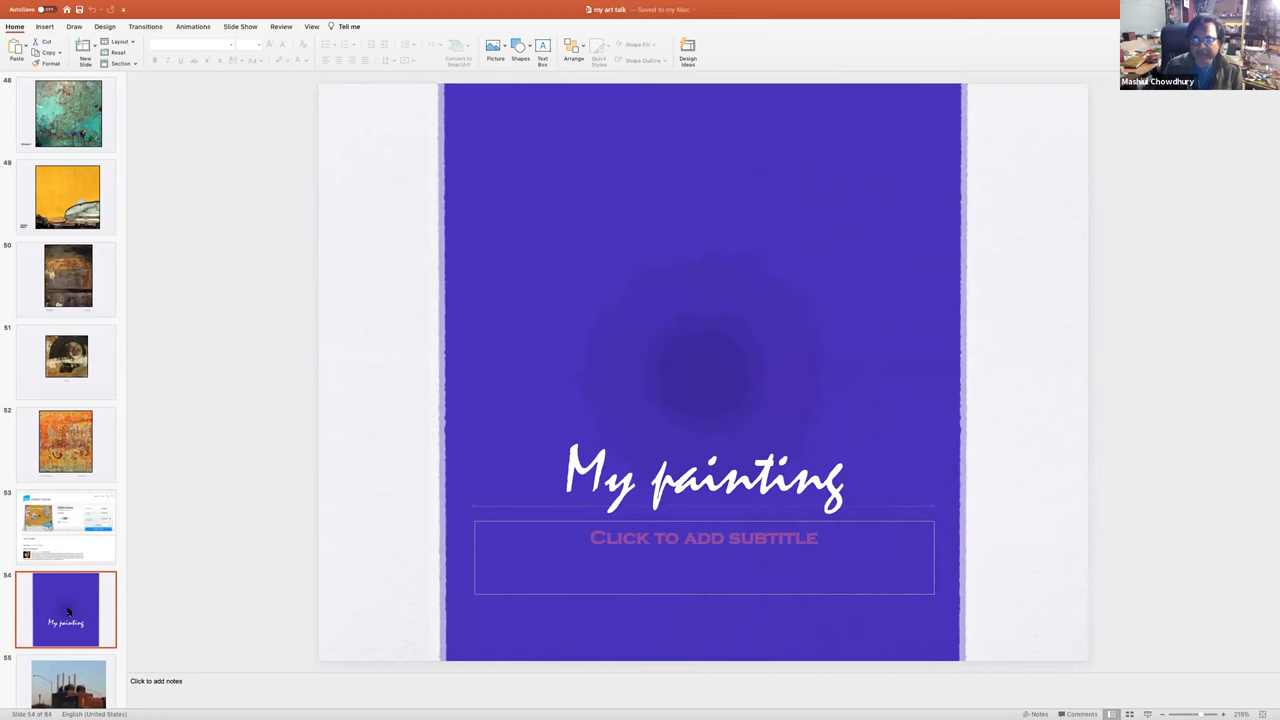 AutoSave OFF
my art talk — Saved to my Mac
Home Insert Draw Design Transitions Animations Slide Show Review View Tell me
Paste
Cut
Copy
Format
New Slide
Layout
Reset
Section
Convert to SmartArt
Picture
Shapes
Text Box
Arrange
Quick Styles
Shape Fill
Shape Outline
Design Ideas
Mashiul Chowdhury
48
49
50
51
52
53
54
My painting
55
My painting
Click to add subtitle
Click to add notes
Slide 54 of 84 English (United States)
Notes Comments 216%